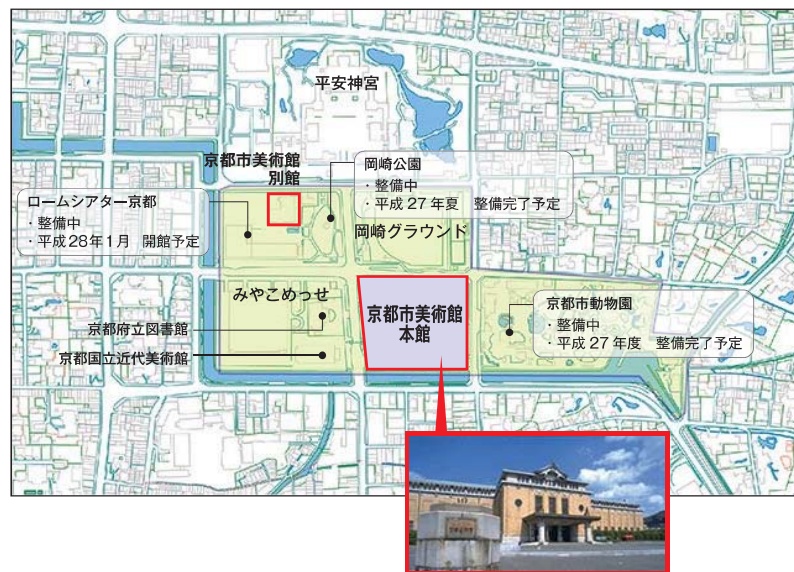 平安神宮
京都市美術館
別館
岡崎公園
・整備中
・平成27年夏 整備完了予定
ロームシアター京都
・整備中
・平成28年1月 開館予定
岡崎グラウンド
みやこめっせ
京都市美術館
本館
京都市動物園
・整備中
・平成27年度 整備完了予定
京都府立図書館
京都国立近代美術館